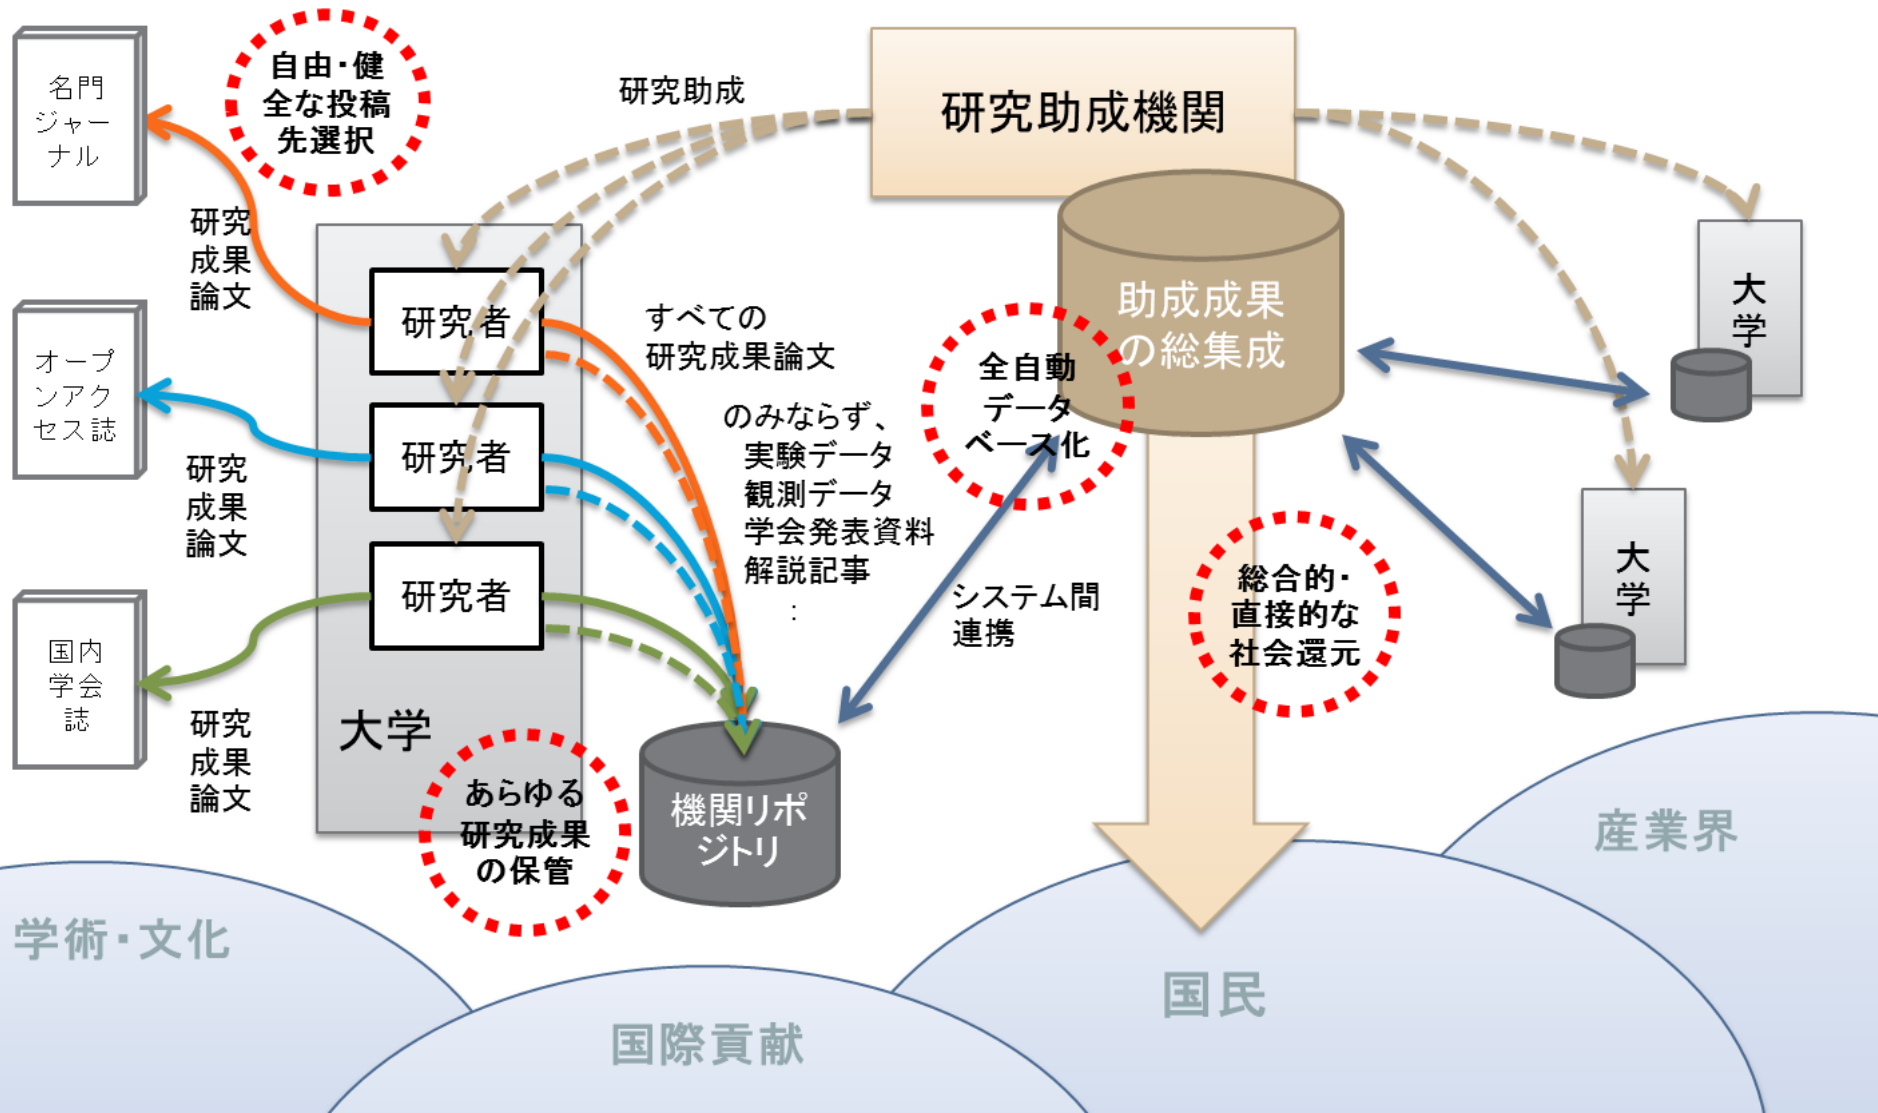 名門
ジャー
ナル
自由・健
全な投稿
先選択
研究助成
研究助成機関
研究
成果
論文
オープ
ンアク
セス誌
研究
成果
論文
国内
学会
誌
研究
成果
論文
研究者
研究者
研究者
大学
すべての
研究成果論文
のみならず、
実験データ
観測データ
学会発表資料
解説記事
:
あらゆる
研究成果
の保管
機関リポ
ジトリ
助成成果
の総集成
全自動
データ
ベース化
システム間
連携
総合的・
直接的な
社会還元
大
学
大
学
学術・文化
国際貢献
国民
産業界